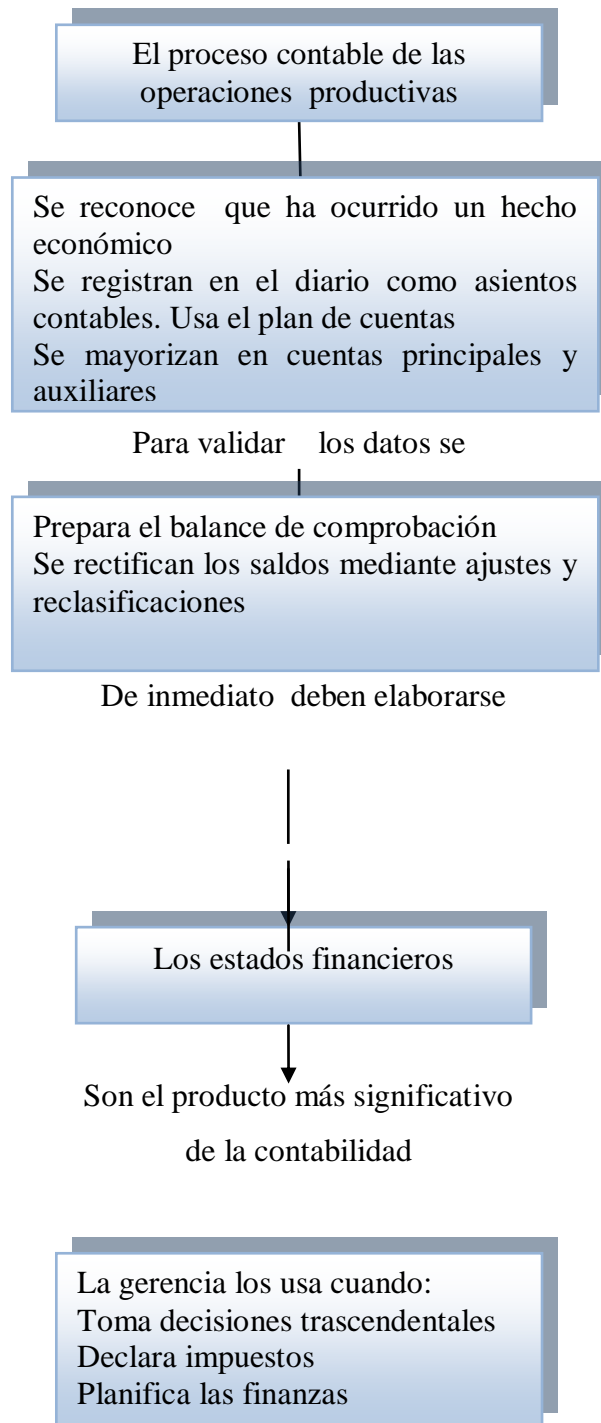 El proceso contable de las
operaciones productivas
Se reconoce que ha ocurrido un hecho
económico
Se registran en el diario como asientos
contables. Usa el plan de cuentas
Se mayorizan en cuentas principales y
auxiliares
Para validar los datos se
Prepara el balance de comprobación
Se rectifican los saldos mediante ajustes y
reclasificaciones
De inmediato deben elaborarse
Los estados financieros
Son el producto más significativo
de la contabilidad
La gerencia los usa cuando:
Toma decisiones trascendentales
Declara impuestos
Planifica las finanzas